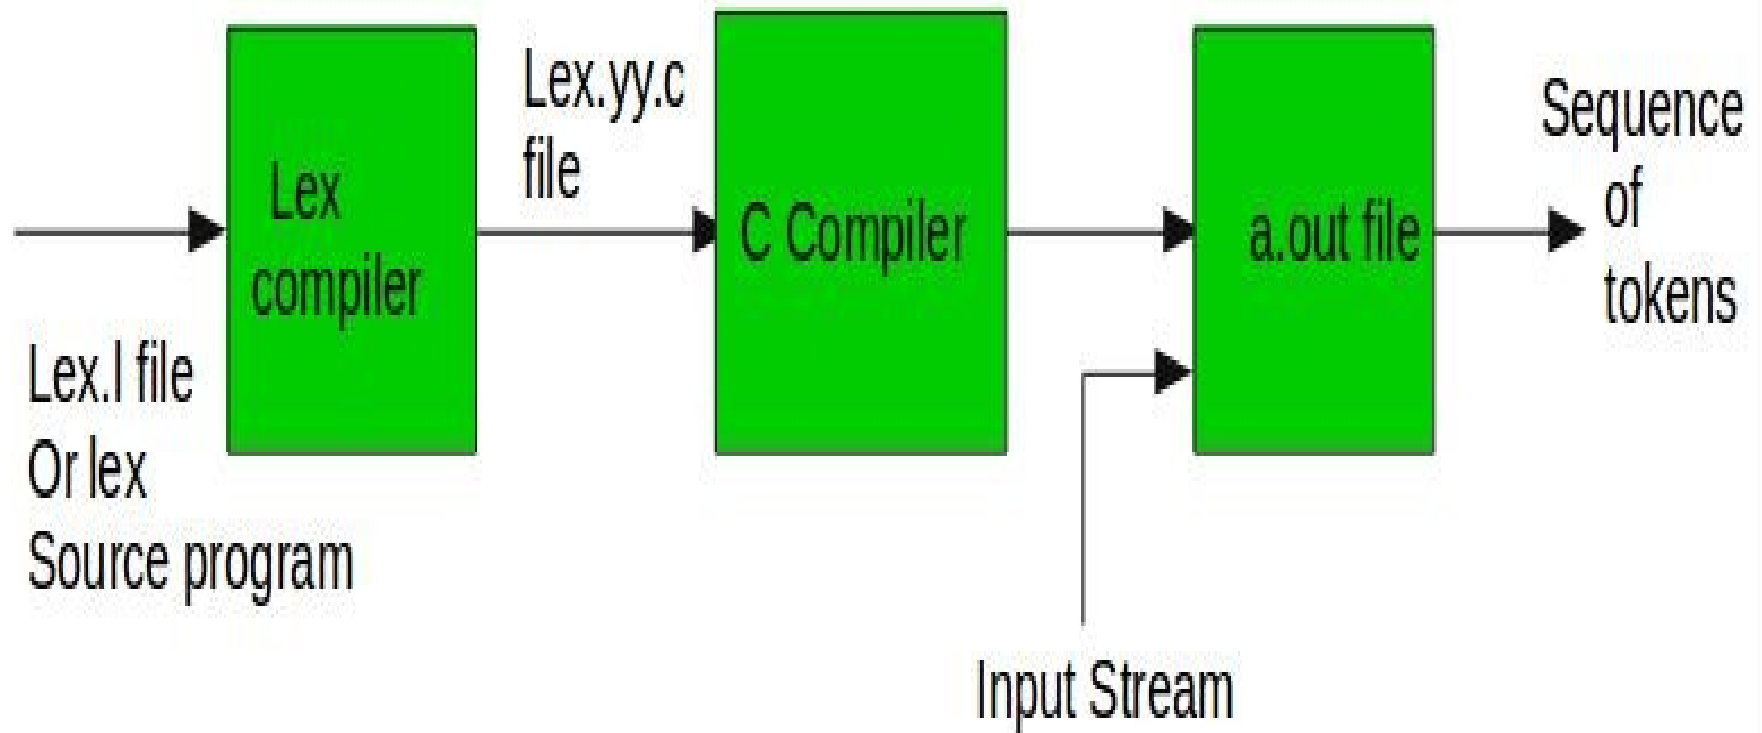 Lex.l file
Or lex
Source program
Lex
compiler
Lex.yy.c
file
C Compiler
a.out file
Input Stream
Sequence
of
tokens